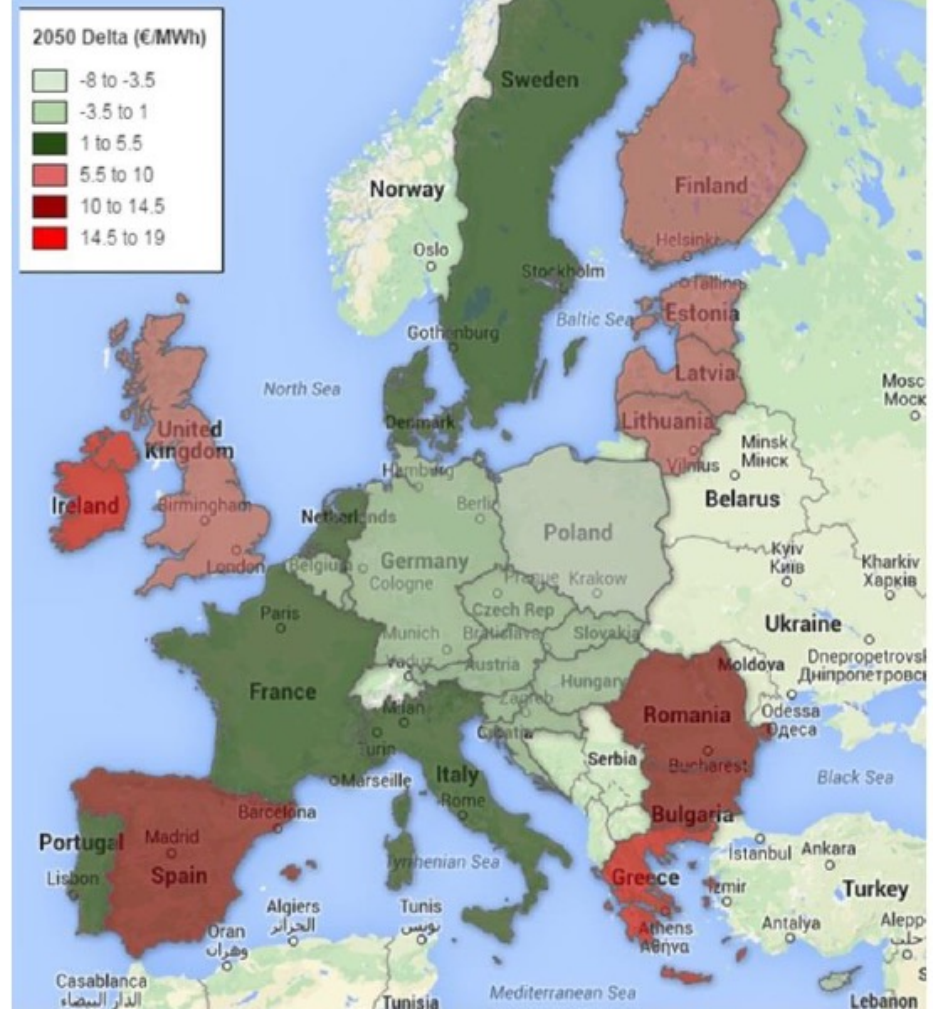 2050 Delta (€/MWh)
-8 to -3.5
-3.5 to 1
1 to 5.5
5.5 to 10
10 to 14.5
14.5 to 19
Sweden
Finland
Norway
Oslo
Helsinki
Stockholm
Tallinn
Estonia
Baltic Sea
Gothenburg
Latvia
North Sea
Moscow
Москва
Denmark
Lithuania
United
Kingdom
Minsk
Мінск
Vilnius
Hamburg
Belarus
Ireland
Birmingham
Berlin
Netherlands
Poland
London
Belgium
Germany
Cologne
Kyiv
Київ
Kharkiv
Харків
Prague
Krakow
Paris
Czech Rep
Ukraine
Munich
Bratislava
Slovakia
Vaduz
Austria
Moldova
Dnepropetrovsk
Дніпропетровськ
France
Hungary
Zagreb
Milan
Romania
Odessa
Одеса
Croatia
Turin
Serbia
Bucharest
Marseille
Italy
Black Sea
Rome
Barcelona
Bulgaria
Portugal
Madrid
İstanbul
Ankara
Tyrrhenian Sea
Lisbon
Spain
Greece
İzmir
Turkey
Algiers
الجزائر
Tunis
تونس
Athens
Αθήνα
Antalya
Oran
وهران
Alepp
حلب
Casablanca
الدار البيضاء
Mediterranean Sea
Tunisia
Lebanon